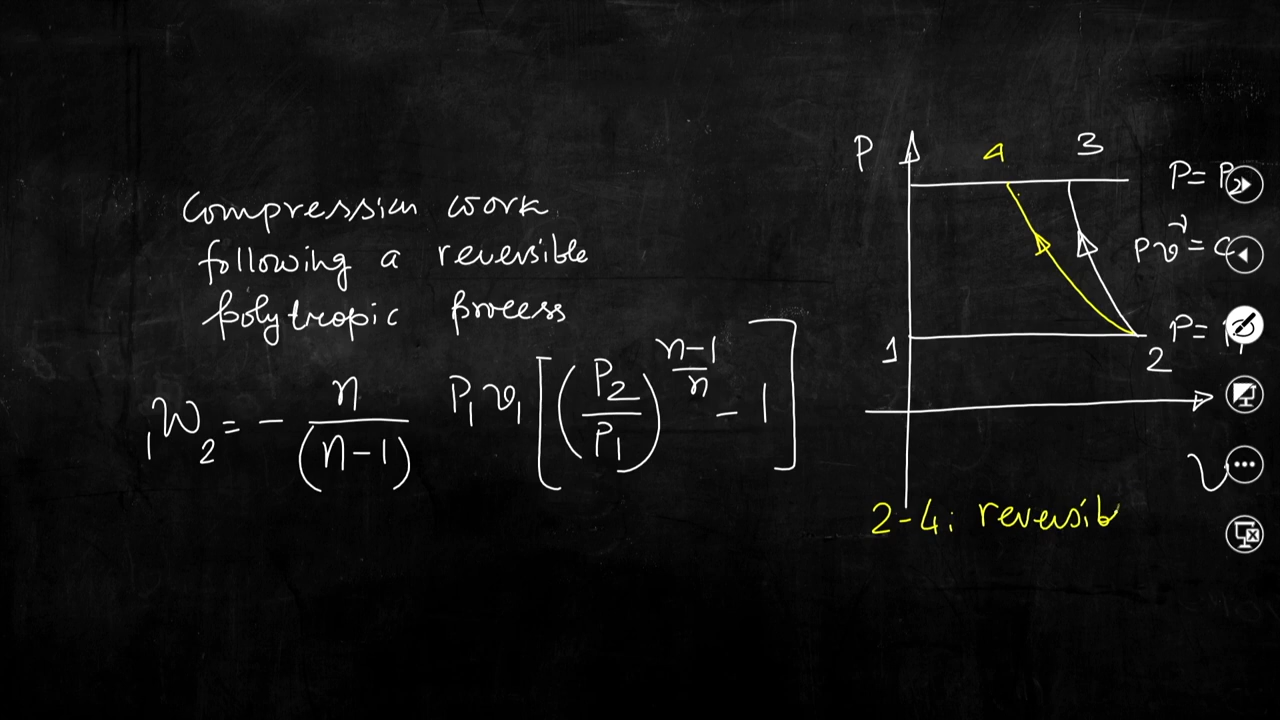 Compression work
following a reversible
polytropic process
₁W₂ = - n/(n-1) P₁v₁[(P₂/P₁)^((n-1)/n) - 1]
P
4
3
P = P₂
1
2
2-4: reversib